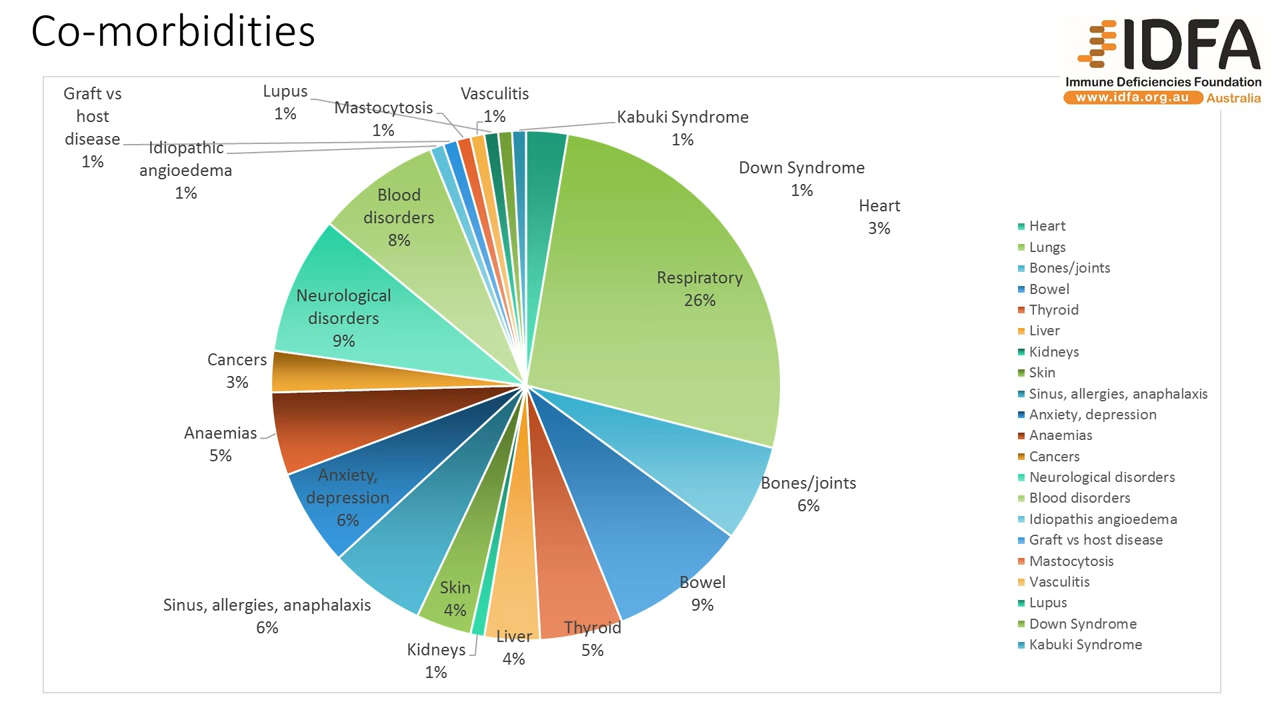 Co-morbidities
IDFA
Immune Deficiencies Foundation
www.idfa.org.au Australia
Graft vs
host
disease
1%
Idiopathic
angioedema
1%
Lupus
1%
Mastocytosis
1%
Vasculitis
1%
Kabuki Syndrome
1%
Down Syndrome
1%
Heart
3%
Blood
disorders
8%
Respiratory
26%
Neurological
disorders
9%
Cancers
3%
Anaemias
5%
Anxiety,
depression
6%
Bones/joints
6%
Bowel
9%
Sinus, allergies, anaphalaxis
6%
Skin
4%
Kidneys
1%
Liver
4%
Thyroid
5%
Heart
Lungs
Bones/joints
Bowel
Thyroid
Liver
Kidneys
Skin
Sinus, allergies, anaphalaxis
Anxiety, depression
Anaemias
Cancers
Neurological disorders
Blood disorders
Idiopathis angioedema
Graft vs host disease
Mastocytosis
Vasculitis
Lupus
Down Syndrome
Kabuki Syndrome